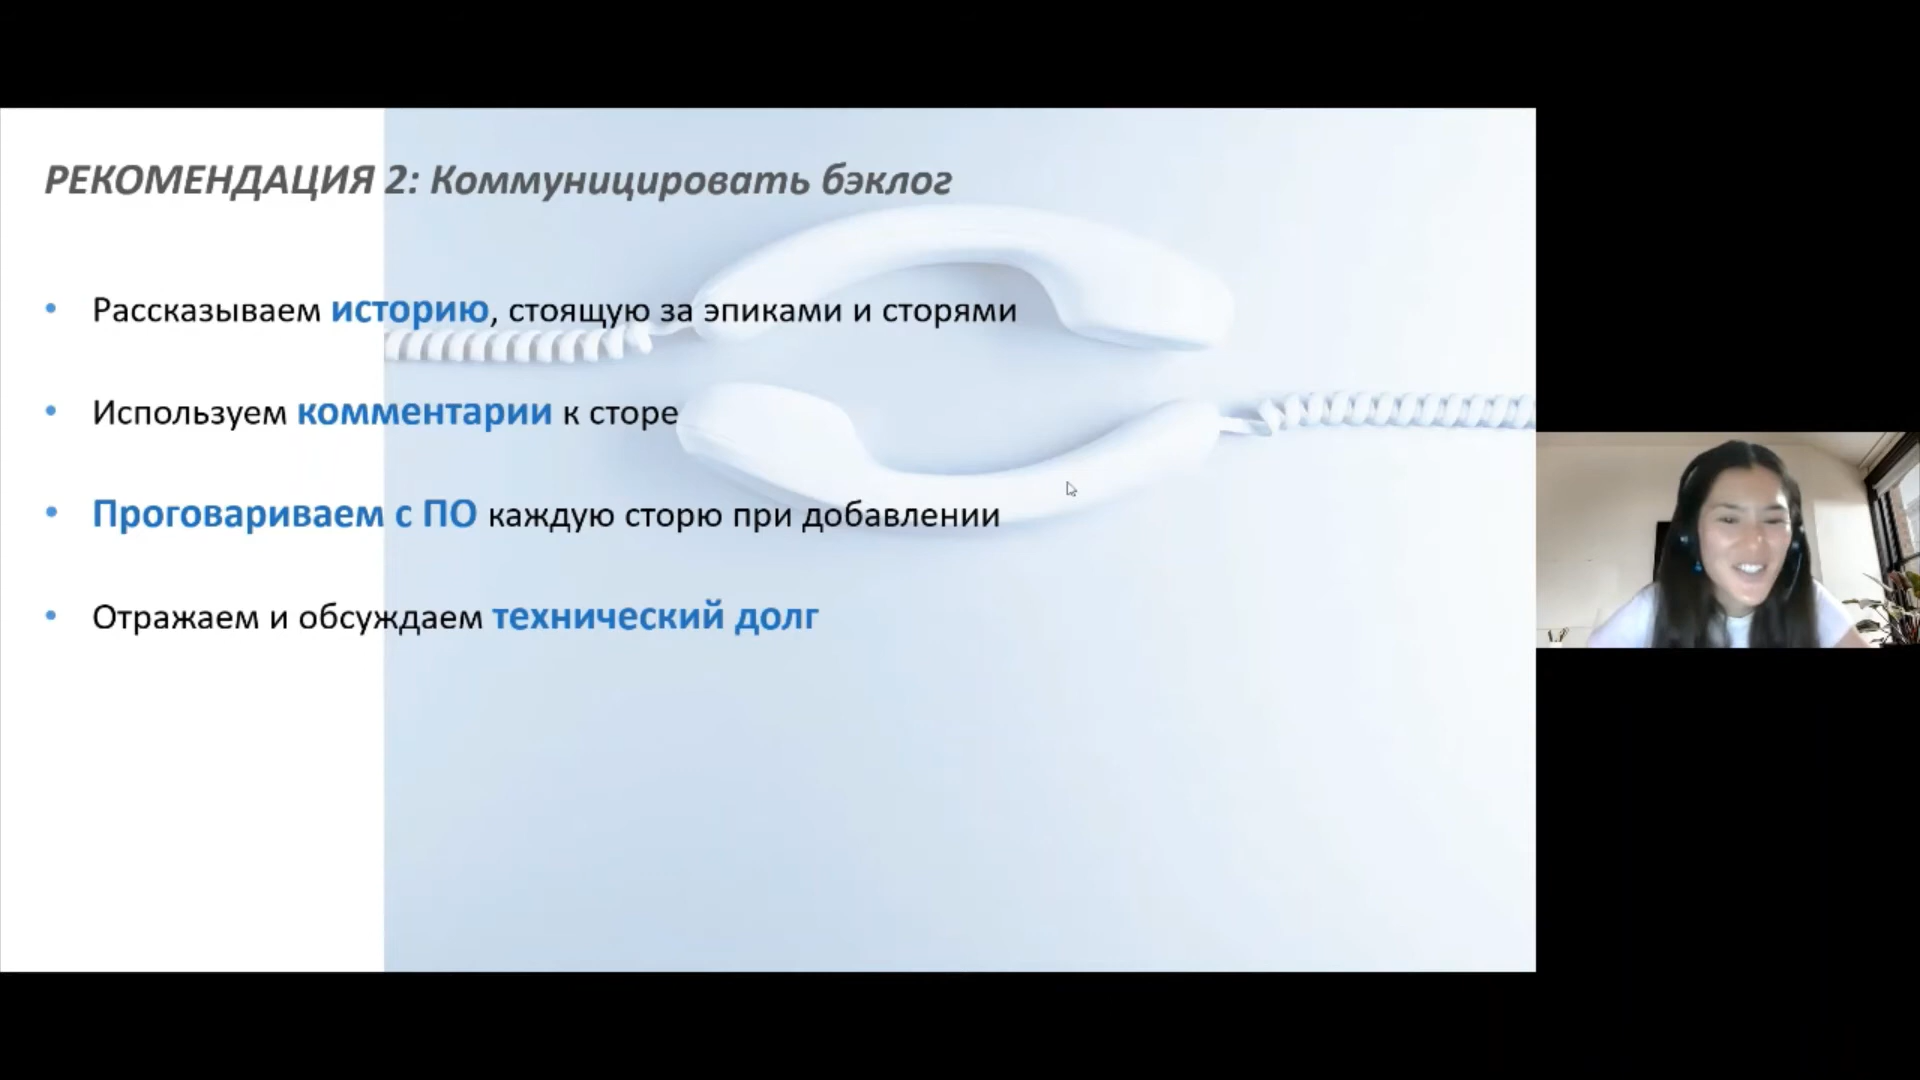 РЕКОМЕНДАЦИЯ 2: Коммуницировать бэклог
• Рассказываем историю, стоящую за эпиками и сторями
• Используем комментарии к сторе
• Проговариваем с ПО каждую сторю при добавлении
• Отражаем и обсуждаем технический долг